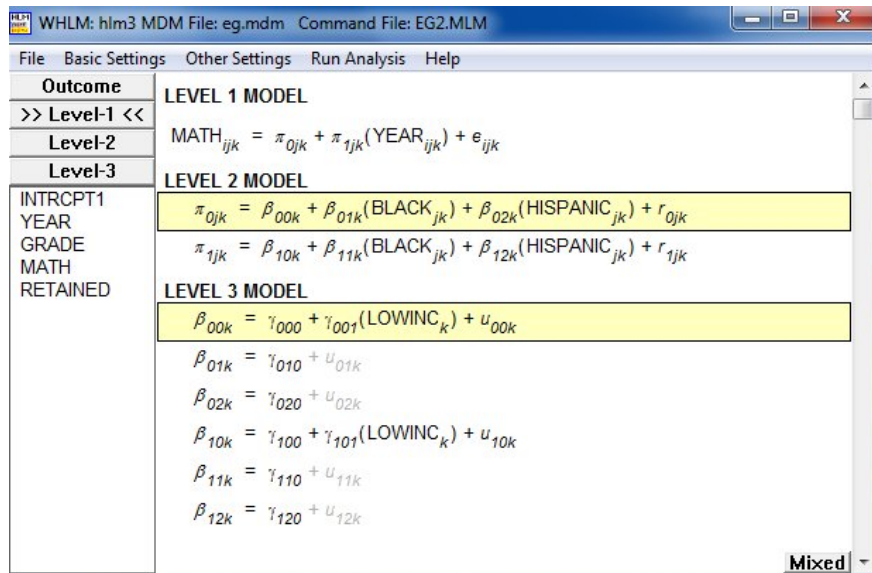 WHLM: hlm3 MDM File: eg.mdm Command File: EG2.MLM
File Basic Settings Other Settings Run Analysis Help
Outcome
>> Level-1 <<
Level-2
Level-3
INTRCPT1
YEAR
GRADE
MATH
RETAINED
LEVEL 1 MODEL
MATH_ijk = π_0jk + π_1jk(YEAR_ijk) + e_ijk
LEVEL 2 MODEL
π_0jk = β_00k + β_01k(BLACK_jk) + β_02k(HISPANIC_jk) + r_0jk
π_1jk = β_10k + β_11k(BLACK_jk) + β_12k(HISPANIC_jk) + r_1jk
LEVEL 3 MODEL
β_00k = γ_000 + γ_001(LOWINC_k) + u_00k
β_01k = γ_010 + u_01k
β_02k = γ_020 + u_02k
β_10k = γ_100 + γ_101(LOWINC_k) + u_10k
β_11k = γ_110 + u_11k
β_12k = γ_120 + u_12k
Mixed